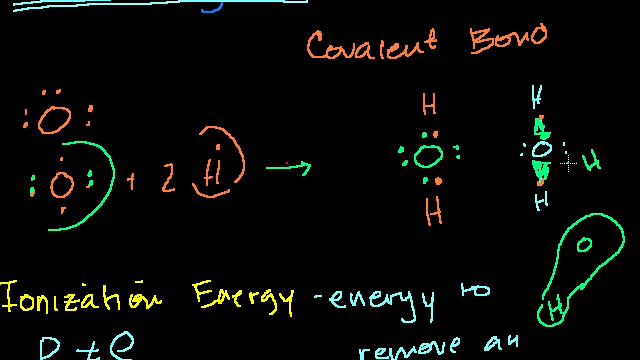 Covalent Bond
:Ö:
:Ọ̇: + 2 Ḣ →
H
:O:
H
H
:O: H
H
O
H
Ionization Energy - energy to
remove an